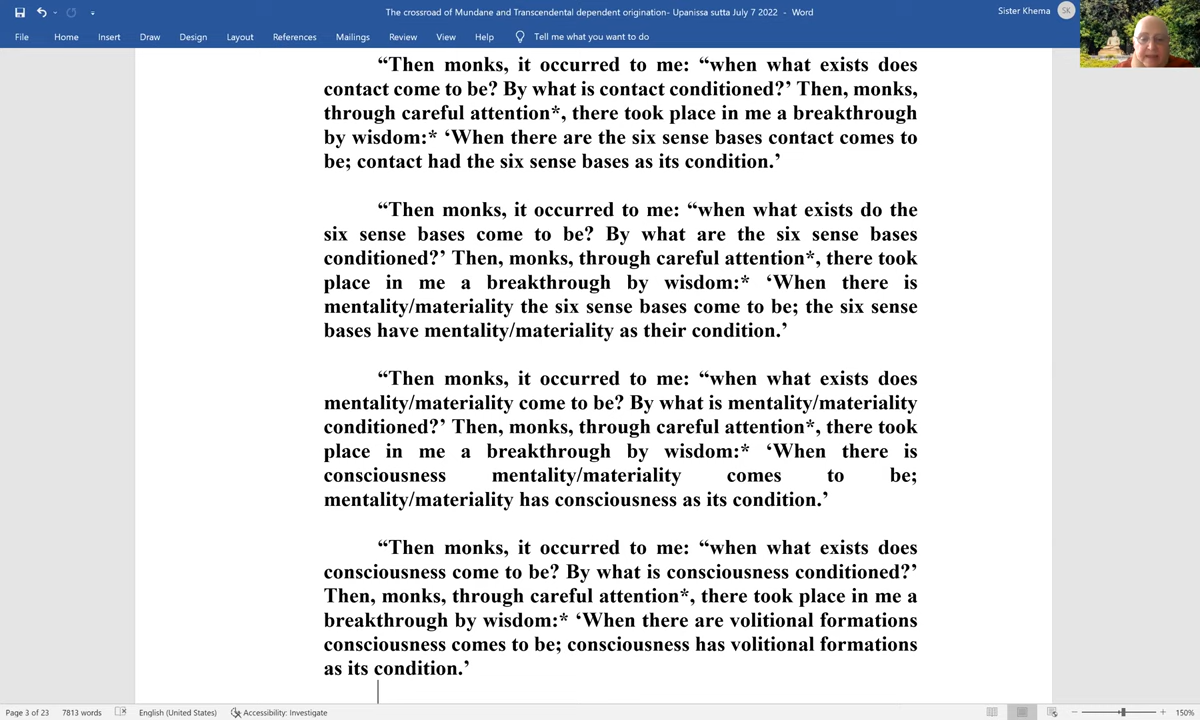 The crossroad of Mundane and Transcendental dependent origination- Upanissa sutta July 7 2022 - Word
Sister Khema SK
File Home Insert Draw Design Layout References Mailings Review View Help Tell me what you want to do
“Then monks, it occurred to me: “when what exists does
contact come to be? By what is contact conditioned?’ Then, monks,
through careful attention*, there took place in me a breakthrough
by wisdom:* ‘When there are the six sense bases contact comes to
be; contact had the six sense bases as its condition.’
“Then monks, it occurred to me: “when what exists do the
six sense bases come to be? By what are the six sense bases
conditioned?’ Then, monks, through careful attention*, there took
place in me a breakthrough by wisdom:* ‘When there is
mentality/materiality the six sense bases come to be; the six sense
bases have mentality/materiality as their condition.’
“Then monks, it occurred to me: “when what exists does
mentality/materiality come to be? By what is mentality/materiality
conditioned?’ Then, monks, through careful attention*, there took
place in me a breakthrough by wisdom:* ‘When there is
consciousness mentality/materiality comes to be;
mentality/materiality has consciousness as its condition.’
“Then monks, it occurred to me: “when what exists does
consciousness come to be? By what is consciousness conditioned?’
Then, monks, through careful attention*, there took place in me a
breakthrough by wisdom:* ‘When there are volitional formations
consciousness comes to be; consciousness has volitional formations
as its condition.’
Page 3 of 23 7813 words English (United States) Accessibility: Investigate 150%